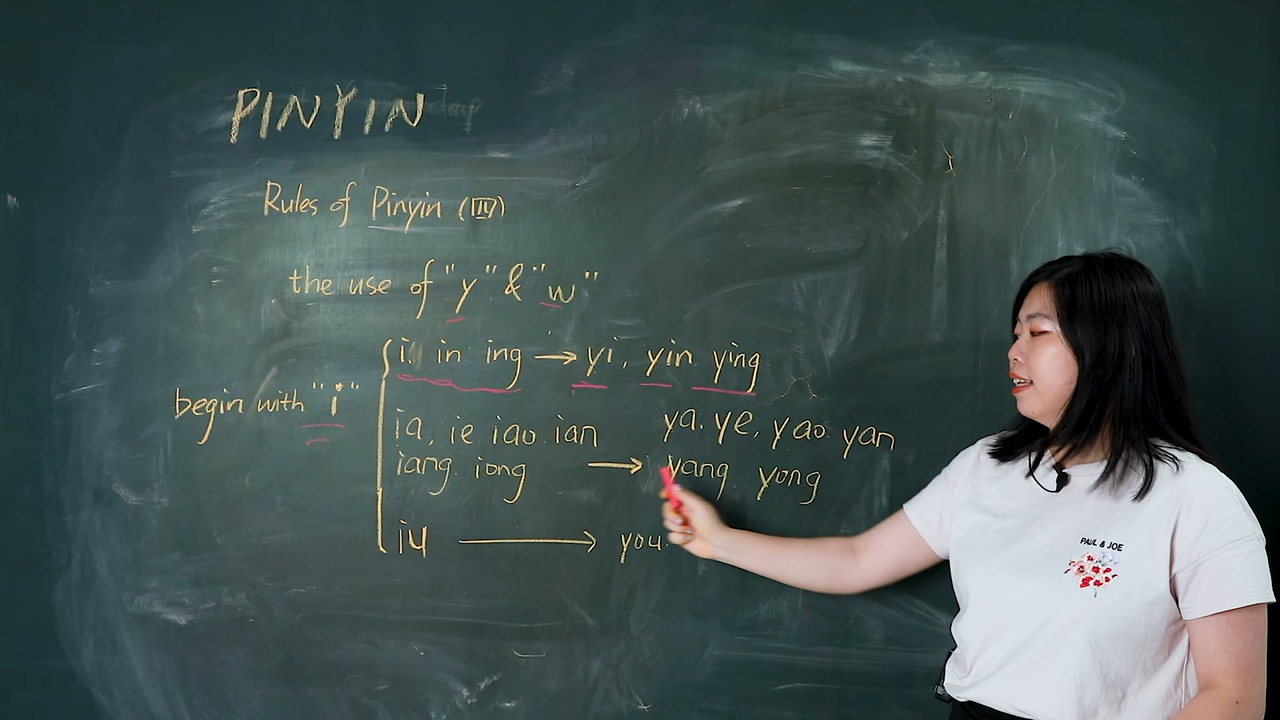 PINYIN
Rules of Pinyin (IV)
the use of "y" & "w"
begin with "i"
i. in ing → yi, yin ying
ia, ie iao. ian ya. ye, yao yan
iang. iong → yang. yong
iu → you.
PAUL & JOE